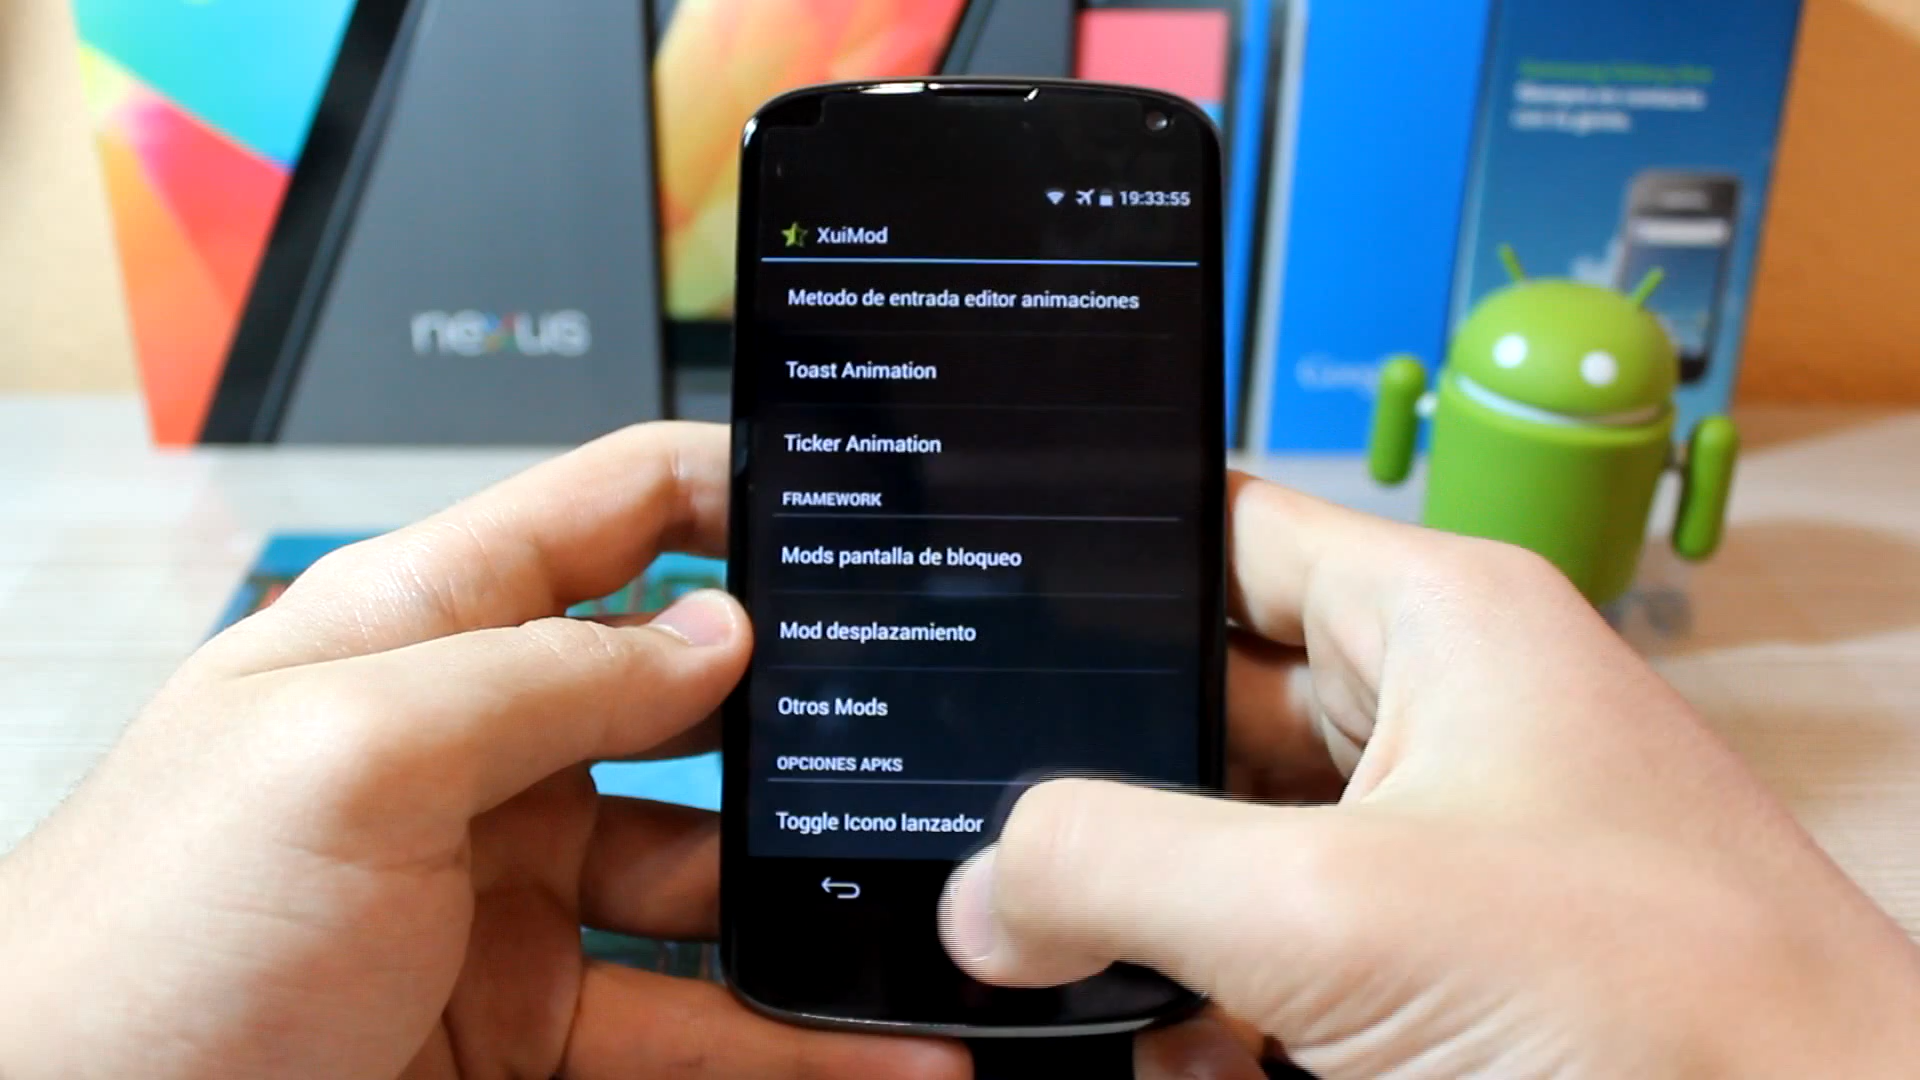 nexus
19:33:55
XuiMod
Metodo de entrada editor animaciones
Toast Animation
Ticker Animation
FRAMEWORK
Mods pantalla de bloqueo
Mod desplazamiento
Otros Mods
OPCIONES APKS
Toggle Icono lanzador